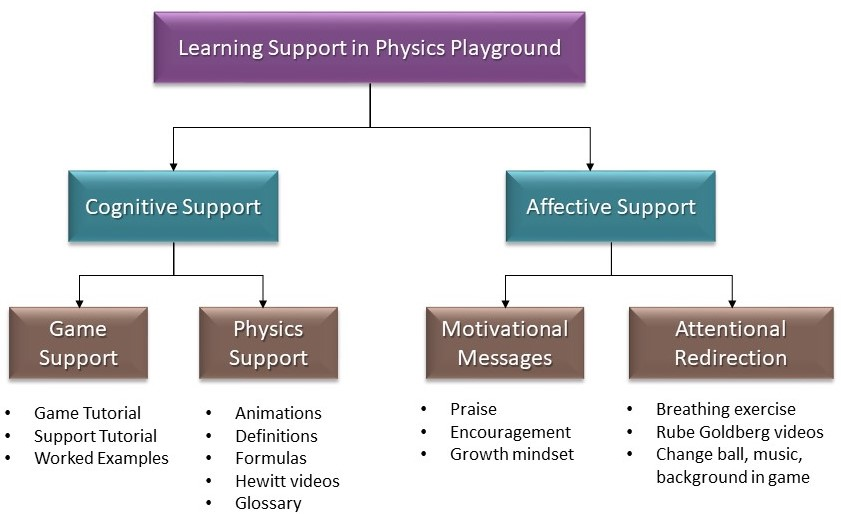 Learning Support in Physics Playground
Cognitive Support
Affective Support
Game
Support
Physics
Support
Motivational
Messages
Attentional
Redirection
• Game Tutorial
• Support Tutorial
• Worked Examples
• Animations
• Definitions
• Formulas
• Hewitt videos
• Glossary
• Praise
• Encouragement
• Growth mindset
• Breathing exercise
• Rube Goldberg videos
• Change ball, music,
background in game